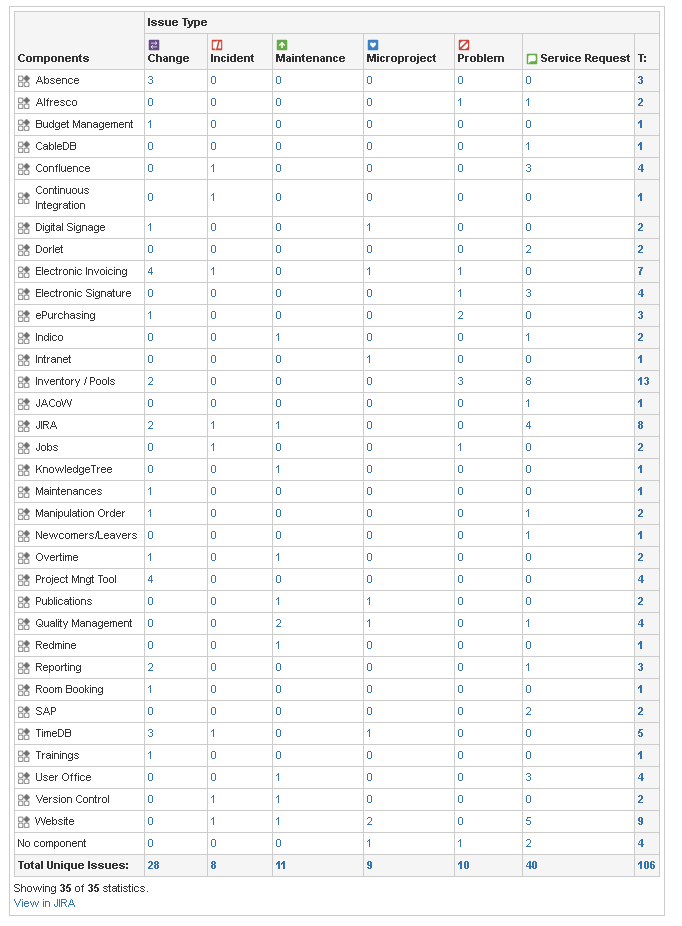 Issue Type
Components Change Incident Maintenance Microproject Problem Service Request T:
Absence 3 0 0 0 0 0 3
Alfresco 0 0 0 0 1 1 2
Budget Management 1 0 0 0 0 0 1
CableDB 0 0 0 0 0 1 1
Confluence 0 1 0 0 0 3 4
Continuous
Integration 0 1 0 0 0 0 1
Digital Signage 1 0 0 1 0 0 2
Dorlet 0 0 0 0 0 2 2
Electronic Invoicing 4 1 0 1 1 0 7
Electronic Signature 0 0 0 0 1 3 4
ePurchasing 1 0 0 0 2 0 3
Indico 0 0 1 0 0 1 2
Intranet 0 0 0 1 0 0 1
Inventory / Pools 2 0 0 0 3 8 13
JACoW 0 0 0 0 0 1 1
JIRA 2 1 1 0 0 4 8
Jobs 0 1 0 0 1 0 2
KnowledgeTree 0 0 1 0 0 0 1
Maintenances 1 0 0 0 0 0 1
Manipulation Order 1 0 0 0 0 1 2
Newcomers/Leavers 0 0 0 0 0 1 1
Overtime 1 0 1 0 0 0 2
Project Mngt Tool 4 0 0 0 0 0 4
Publications 0 0 1 1 0 0 2
Quality Management 0 0 2 1 0 1 4
Redmine 0 0 1 0 0 0 1
Reporting 2 0 0 0 0 1 3
Room Booking 1 0 0 0 0 0 1
SAP 0 0 0 0 0 2 2
TimeDB 3 1 0 1 0 0 5
Trainings 1 0 0 0 0 0 1
User Office 0 0 1 0 0 3 4
Version Control 0 1 1 0 0 0 2
Website 0 1 1 2 0 5 9
No component 0 0 0 1 1 2 4
Total Unique Issues: 28 8 11 9 10 40 106
Showing 35 of 35 statistics.
View in JIRA